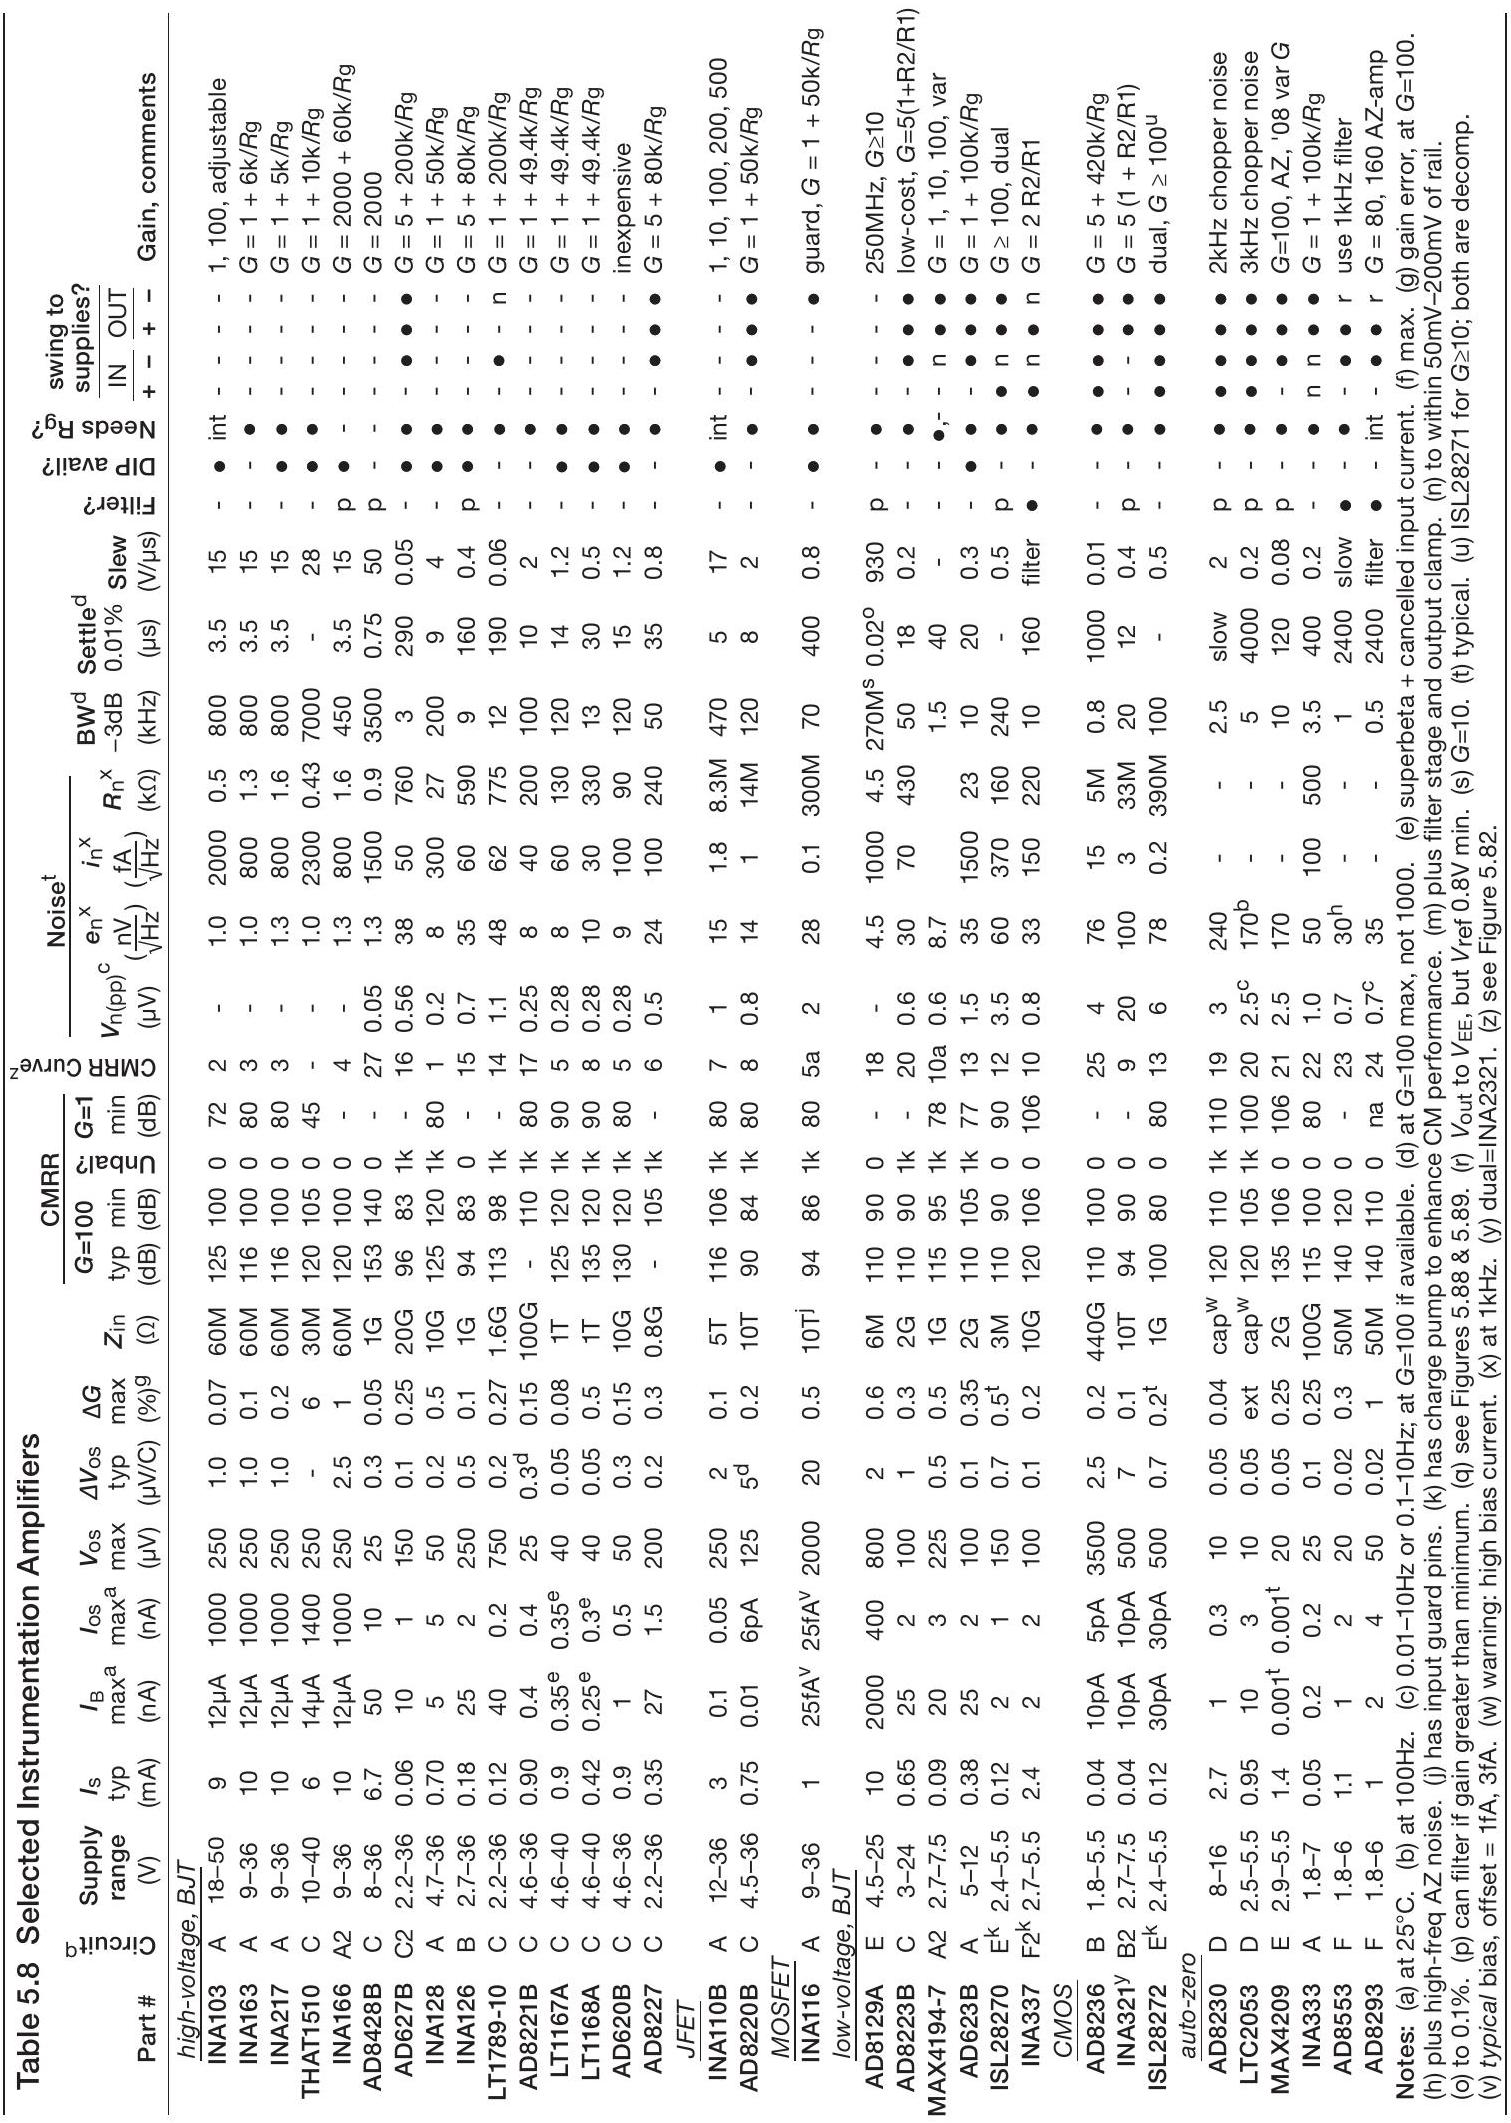 Table 5.8 Selected Instrumentation Amplifiers
CMRR Noiseᵗ swing to supplies?
Part # Circuit^q Supply range (V) Is typ (mA) IB max^a (nA) Ios max^a (nA) Vos max (µV) ΔVos typ (µV/C) ΔG max (%)^g Zin (Ω) G=100 typ (dB) min (dB) Unbal? G=1 min (dB) CMRR Curve^z Vn(pp)^c (µV) en^x (nV/√Hz) in^x (fA/√Hz) Rn^x (kΩ) BW^d −3dB (kHz) Settle^d 0.01% (µs) Slew (V/µs) Filter? DIP avail? Needs Rg? IN + − OUT + − Gain, comments
high-voltage, BJT
INA103 A 18–50 9 12µA 1000 250 1.0 0.07 60M 125 100 0 72 2 - 1.0 2000 0.5 800 3.5 15 - ● int - - - - 1, 100, adjustable
INA163 A 9–36 10 12µA 1000 250 1.0 0.1 60M 116 100 0 80 3 - 1.0 800 1.3 800 3.5 15 - - ● - - - - G = 1 + 6k/Rg
INA217 A 9–36 10 12µA 1000 250 1.0 0.2 60M 116 100 0 80 3 - 1.3 800 1.6 800 3.5 15 - ● ● - - - - G = 1 + 5k/Rg
THAT1510 C 10–40 6 14µA 1400 250 - 6 30M 120 105 0 45 - - 1.0 2300 0.43 7000 - 28 - ● ● - - - - G = 1 + 10k/Rg
INA166 A2 9–36 10 12µA 1000 250 2.5 1 60M 120 100 0 - 4 - 1.3 800 1.6 450 3.5 15 p ● - - - - - G = 2000 + 60k/Rg
AD8428B C 8–36 6.7 50 10 25 0.3 0.05 1G 153 140 0 - 27 0.05 1.3 1500 0.9 3500 0.75 50 p - - - - - - G = 2000
AD627B C2 2.2–36 0.06 10 1 150 0.1 0.25 20G 96 83 1k - 16 0.56 38 50 760 3 290 0.05 - ● ● - ● ● ● G = 5 + 200k/Rg
INA128 A 4.7–36 0.70 5 5 50 0.2 0.5 10G 125 120 1k 80 1 0.2 8 300 27 200 9 4 - ● ● - - - - G = 1 + 50k/Rg
INA126 B 2.7–36 0.18 25 2 250 0.5 0.1 1G 94 83 0 - 15 0.7 35 60 590 9 160 0.4 p ● ● - - - - G = 5 + 80k/Rg
LT1789-10 C 2.2–36 0.12 40 0.2 750 0.2 0.27 1.6G 113 98 1k - 14 1.1 48 62 775 12 190 0.06 - - ● - ● - n G = 1 + 200k/Rg
AD8221B C 4.6–36 0.90 0.4 0.4 25 0.3^d 0.15 100G - 110 1k 80 17 0.25 8 40 200 100 10 2 - - ● - - - - G = 1 + 49.4k/Rg
LT1167A C 4.6–40 0.9 0.35^e 0.35^e 40 0.05 0.08 1T 125 120 1k 90 5 0.28 8 60 130 120 14 1.2 - ● ● - - - - G = 1 + 49.4k/Rg
LT1168A C 4.6–40 0.42 0.25^e 0.3^e 40 0.05 0.5 1T 135 120 1k 90 8 0.28 10 30 330 13 30 0.5 - ● ● - - - - G = 1 + 49.4k/Rg
AD620B C 4.6–36 0.9 1 0.5 50 0.3 0.15 10G 130 120 1k 80 5 0.28 9 100 90 120 15 1.2 - ● ● - - - - inexpensive
AD8227 C 2.2–36 0.35 27 1.5 200 0.2 0.3 0.8G - 105 1k - 6 0.5 24 100 240 50 35 0.8 - - ● - ● ● ● G = 5 + 80k/Rg
JFET
INA110B A 12–36 3 0.1 0.05 250 2 0.1 5T 116 106 1k 80 7 1 15 1.8 8.3M 470 5 17 - ● int - - - - 1, 10, 100, 200, 500
AD8220B C 4.5–36 0.75 0.01 6pA 125 5^d 0.2 10T 90 84 1k 80 8 0.8 14 1 14M 120 8 2 - - ● - ● ● ● G = 1 + 50k/Rg
MOSFET
INA116 A 9–36 1 25fA^v 25fA^v 2000 20 0.5 10T^j 94 86 1k 80 5a 2 28 0.1 300M 70 400 0.8 - ● ● - - - ● guard, G = 1 + 50k/Rg
low-voltage, BJT
AD8129A E 4.5–25 10 2000 400 800 2 0.6 6M 110 90 0 - 18 - 4.5 1000 4.5 270M^s 0.02^o 930 p - ● - - - - 250MHz, G≥10
AD8223B C 3–24 0.65 25 2 100 1 0.3 2G 110 90 1k - 20 0.6 30 70 430 50 18 0.2 - - ● - ● ● ● low-cost, G=5(1+R2/R1)
MAX4194-7 A2 2.7–7.5 0.09 20 3 225 0.5 0.5 1G 115 95 1k 78 10a 0.6 8.7 1.5 40 - - - ●,- - n ● ● G = 1, 10, 100, var
AD623B A 5–12 0.38 25 2 100 0.1 0.35 2G 110 105 1k 77 13 1.5 35 1500 23 10 20 0.3 - ● ● - ● ● ● G = 1 + 100k/Rg
ISL28270 E^k 2.4–5.5 0.12 2 1 150 0.7 0.5^t 3M 110 90 0 90 12 3.5 60 370 160 240 - 0.5 p - ● ● n ● ● G ≥ 100, dual
INA337 F2^k 2.7–5.5 2.4 2 2 100 0.1 0.2 10G 120 106 0 106 10 0.8 33 150 220 10 160 filter ● - ● ● n ● n G = 2 R2/R1
CMOS
AD8236 B 1.8–5.5 0.04 10pA 5pA 3500 2.5 0.2 440G 110 100 0 - 25 4 76 15 5M 0.8 1000 0.01 - - ● ● ● ● ● G = 5 + 420k/Rg
INA321^y B2 2.7–7.5 0.04 10pA 10pA 500 7 0.1 10T 94 90 0 - 9 20 100 3 33M 20 12 0.4 p - ● ● - ● ● G = 5 (1 + R2/R1)
ISL28272 E^k 2.4–5.5 0.12 30pA 30pA 500 0.7 0.2^t 1G 100 80 0 80 13 6 78 0.2 390M 100 - 0.5 - - ● ● ● ● ● dual, G ≥ 100^u
auto-zero
AD8230 D 8–16 2.7 1 0.3 10 0.05 0.04 cap^w 120 110 1k 110 19 3 240 - - 2.5 slow 2 p - ● ● ● ● ● 2kHz chopper noise
LTC2053 D 2.5–5.5 0.95 10 3 10 0.05 ext cap^w 120 105 1k 100 20 2.5^c 170^b - - 5 4000 0.2 p - ● ● ● ● ● 3kHz chopper noise
MAX4209 E 2.9–5.5 1.4 0.001^t 0.001^t 20 0.05 0.25 2G 135 106 0 106 21 2.5 170 - - 10 120 0.08 p - ● - ● ● ● G=100, AZ, '08 var G
INA333 A 1.8–7 0.05 0.2 0.2 25 0.1 0.25 100G 115 100 0 80 22 1.0 50 100 500 3.5 400 0.2 - - ● n n ● ● G = 1 + 100k/Rg
AD8553 F 1.8–6 1.1 1 2 20 0.02 0.3 50M 140 120 0 - 23 0.7 30^h - - 1 2400 slow ● - ● - ● ● r use 1kHz filter
AD8293 F 1.8–6 1 2 4 50 0.02 1 50M 140 110 0 na 24 0.7^c 35 - - 0.5 2400 filter ● - int - ● ● r G = 80, 160 AZ-amp
Notes: (a) at 25°C. (b) at 100Hz. (c) 0.01–10Hz or 0.1–10Hz; at G=100 if available. (d) at G=100 max, not 1000. (e) superbeta + cancelled input current. (f) max. (g) gain error, at G=100.
(h) plus high-freq AZ noise. (j) has input guard pins. (k) has charge pump to enhance CM performance. (m) plus filter stage and output clamp. (n) to within 50mV–200mV of rail.
(o) to 0.1%. (p) can filter if gain greater than minimum. (q) see Figures 5.88 & 5.89. (r) Vout to VEE, but Vref 0.8V min. (s) G=10. (t) typical. (u) ISL28271 for G≥10; both are decomp.
(v) typical bias, offset = 1fA, 3fA. (w) warning: high bias current. (x) at 1kHz. (y) dual=INA2321. (z) see Figure 5.82.